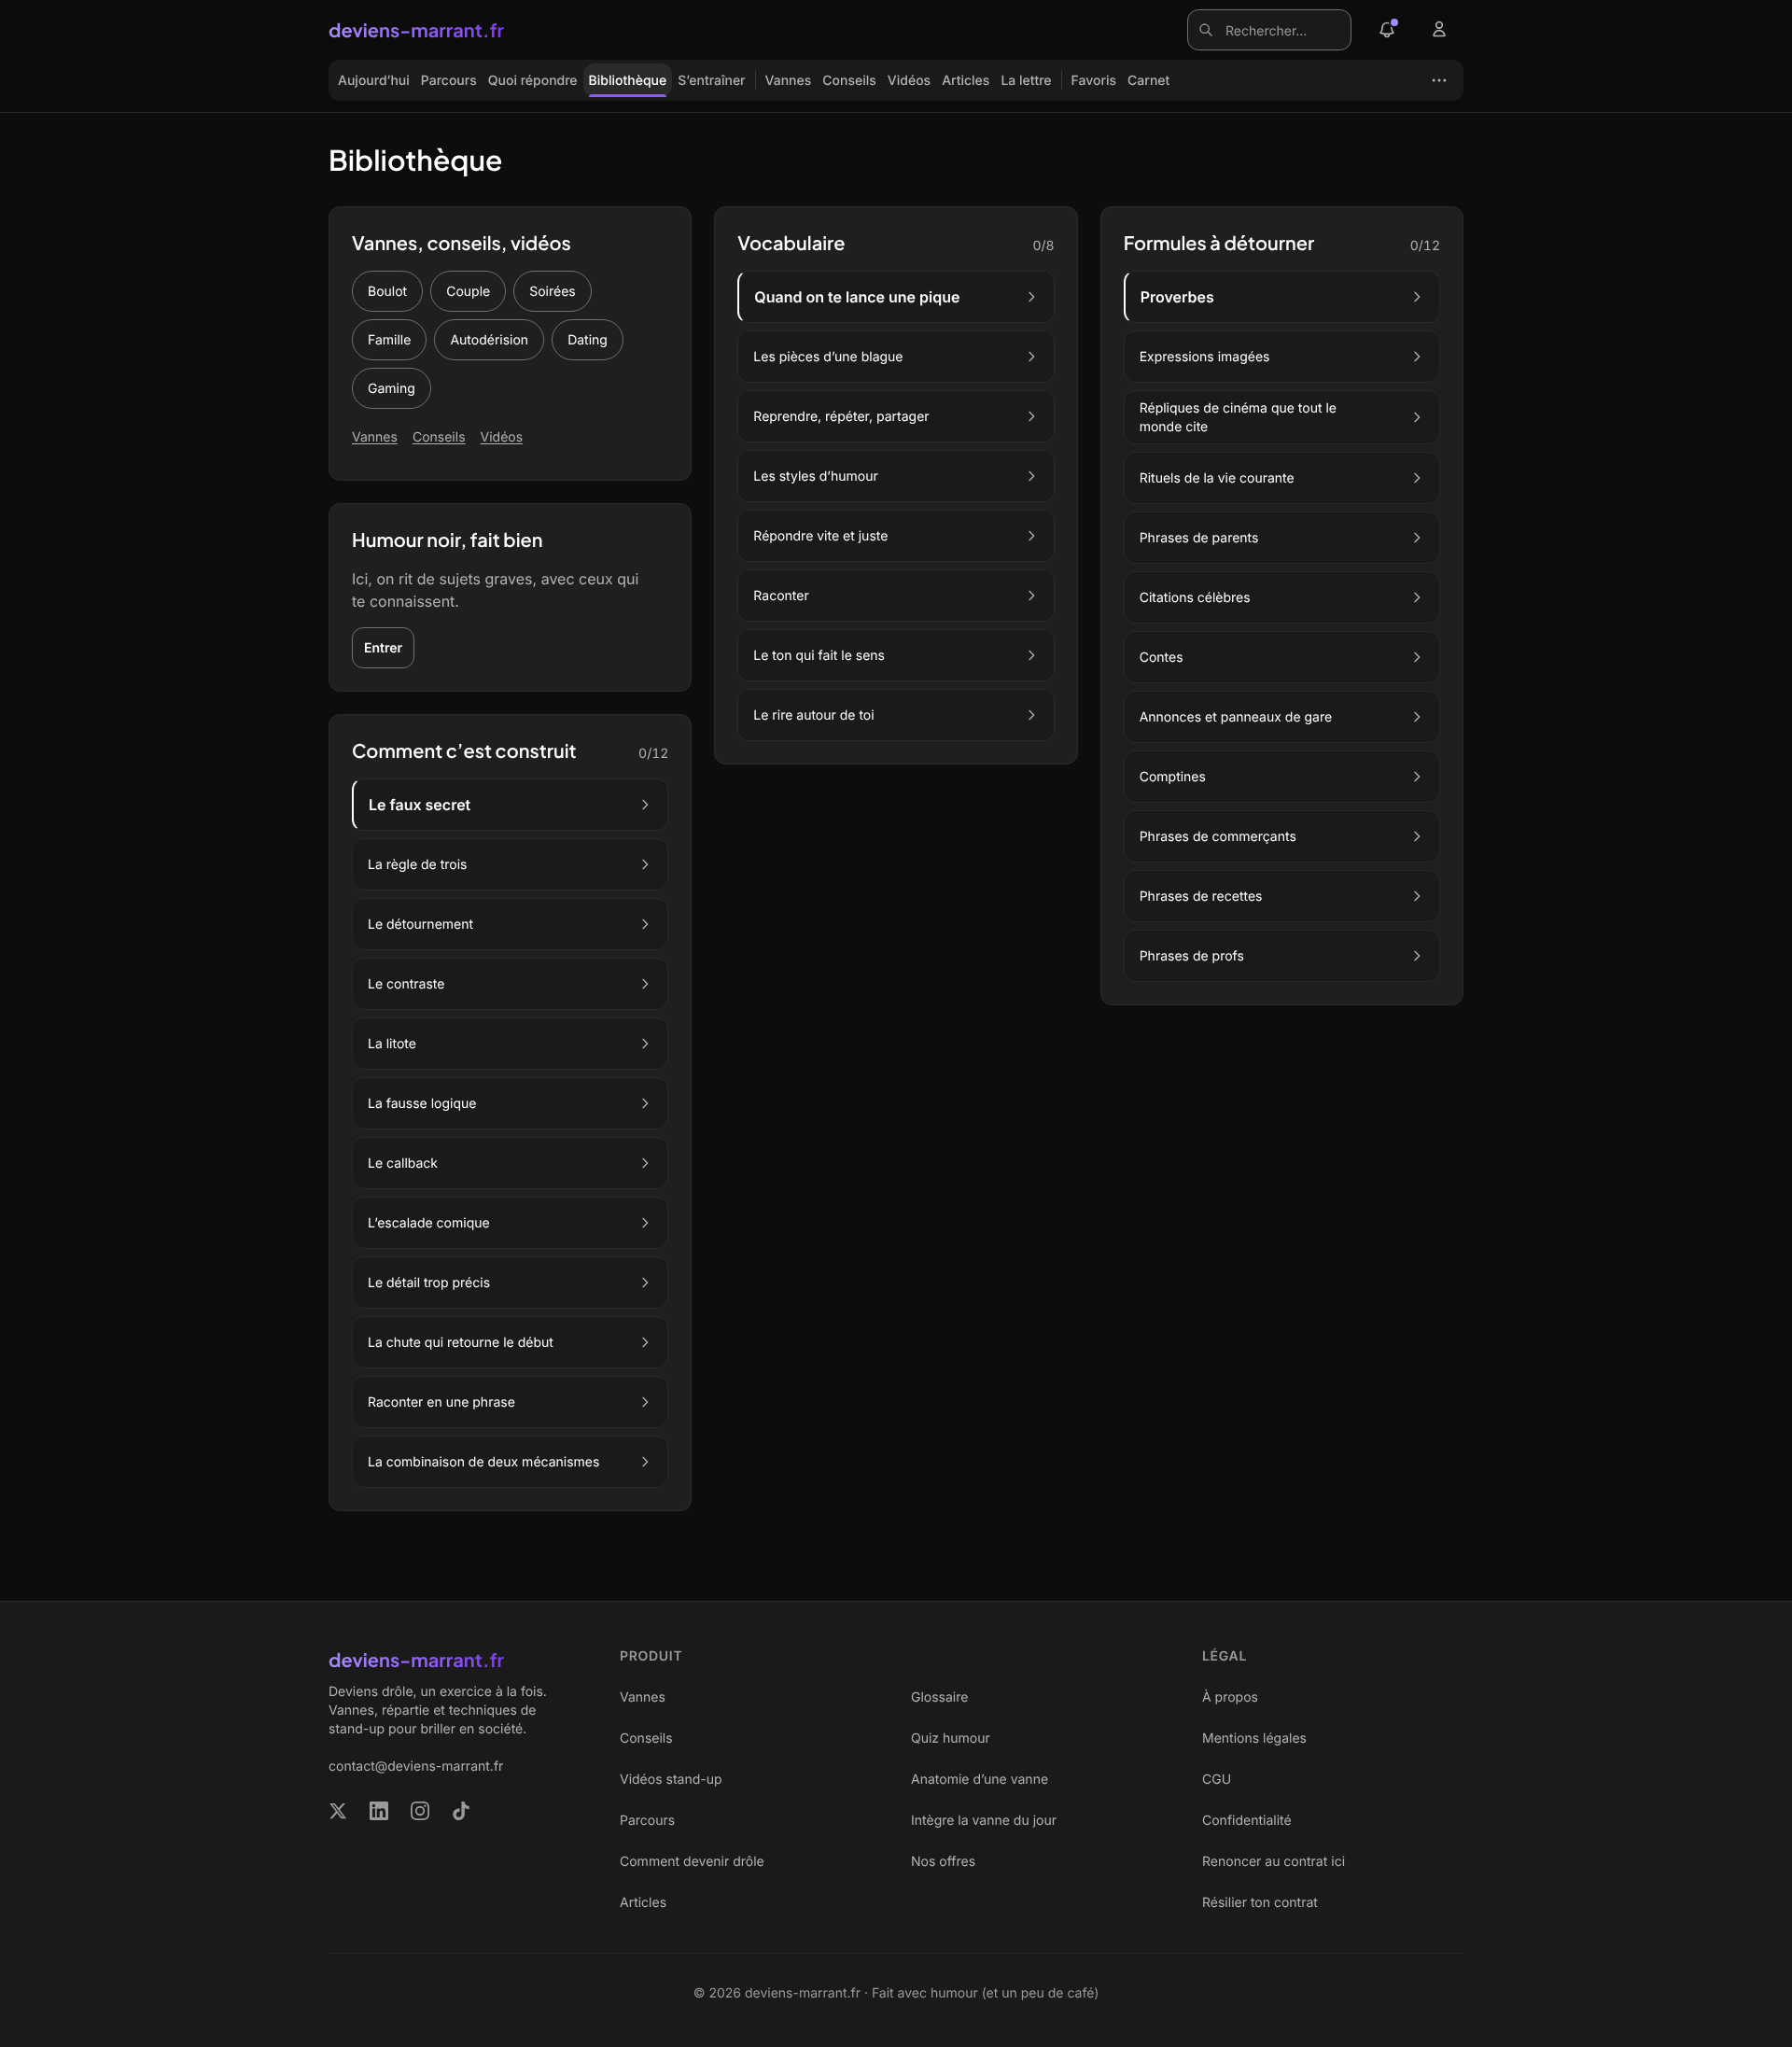 deviens-marrant.fr
Rechercher...
Aujourd’hui Parcours Quoi répondre Bibliothèque S’entraîner Vannes Conseils Vidéos Articles La lettre Favoris Carnet
Bibliothèque
Vannes, conseils, vidéos
Boulot Couple Soirées
Famille Autodérision Dating
Gaming
Vannes Conseils Vidéos
Humour noir, fait bien
Ici, on rit de sujets graves, avec ceux qui
te connaissent.
Entrer
Comment c’est construit 0/12
Le faux secret
La règle de trois
Le détournement
Le contraste
La litote
La fausse logique
Le callback
L’escalade comique
Le détail trop précis
La chute qui retourne le début
Raconter en une phrase
La combinaison de deux mécanismes
Vocabulaire 0/8
Quand on te lance une pique
Les pièces d’une blague
Reprendre, répéter, partager
Les styles d’humour
Répondre vite et juste
Raconter
Le ton qui fait le sens
Le rire autour de toi
Formules à détourner 0/12
Proverbes
Expressions imagées
Répliques de cinéma que tout le
monde cite
Rituels de la vie courante
Phrases de parents
Citations célèbres
Contes
Annonces et panneaux de gare
Comptines
Phrases de commerçants
Phrases de recettes
Phrases de profs
deviens-marrant.fr
Deviens drôle, un exercice à la fois.
Vannes, répartie et techniques de
stand-up pour briller en société.
contact@deviens-marrant.fr
PRODUIT
Vannes
Conseils
Vidéos stand-up
Parcours
Comment devenir drôle
Articles
Glossaire
Quiz humour
Anatomie d’une vanne
Intègre la vanne du jour
Nos offres
LÉGAL
À propos
Mentions légales
CGU
Confidentialité
Renoncer au contrat ici
Résilier ton contrat
© 2026 deviens-marrant.fr · Fait avec humour (et un peu de café)